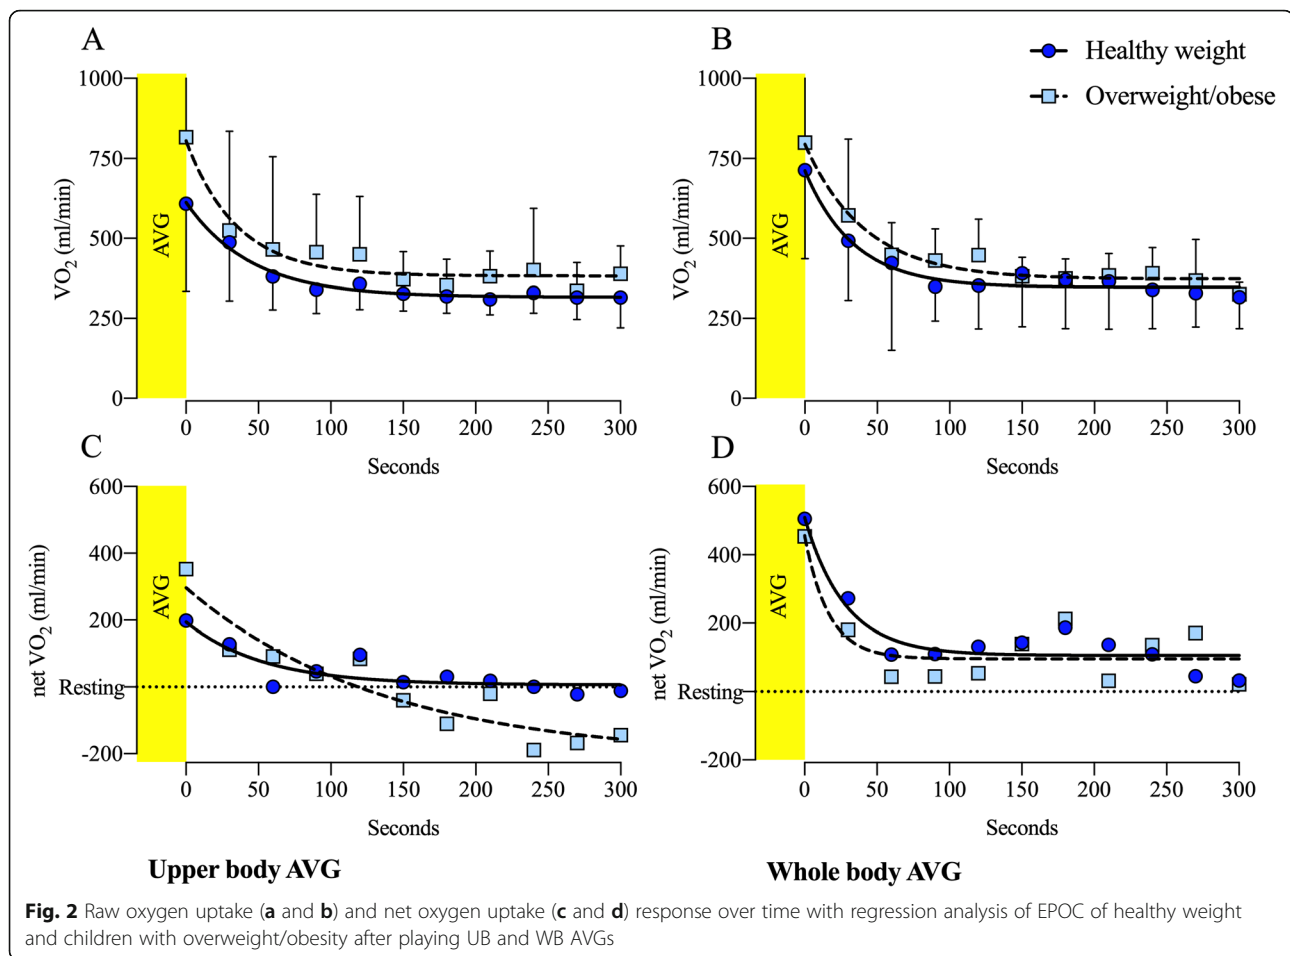 A
B
Healthy weight
Overweight/obese
1000
750
500
250
0
VO2 (ml/min)
AVG
0 50 100 150 200 250 300
Seconds
1000
750
500
250
0
VO2 (ml/min)
AVG
0 50 100 150 200 250 300
Seconds
C
D
600
400
200
Resting
-200
net VO2 (ml/min)
AVG
0 50 100 150 200 250 300
Seconds
600
400
200
Resting
-200
net VO2 (ml/min)
AVG
0 50 100 150 200 250 300
Seconds
Upper body AVG
Whole body AVG
Fig. 2 Raw oxygen uptake (a and b) and net oxygen uptake (c and d) response over time with regression analysis of EPOC of healthy weight
and children with overweight/obesity after playing UB and WB AVGs